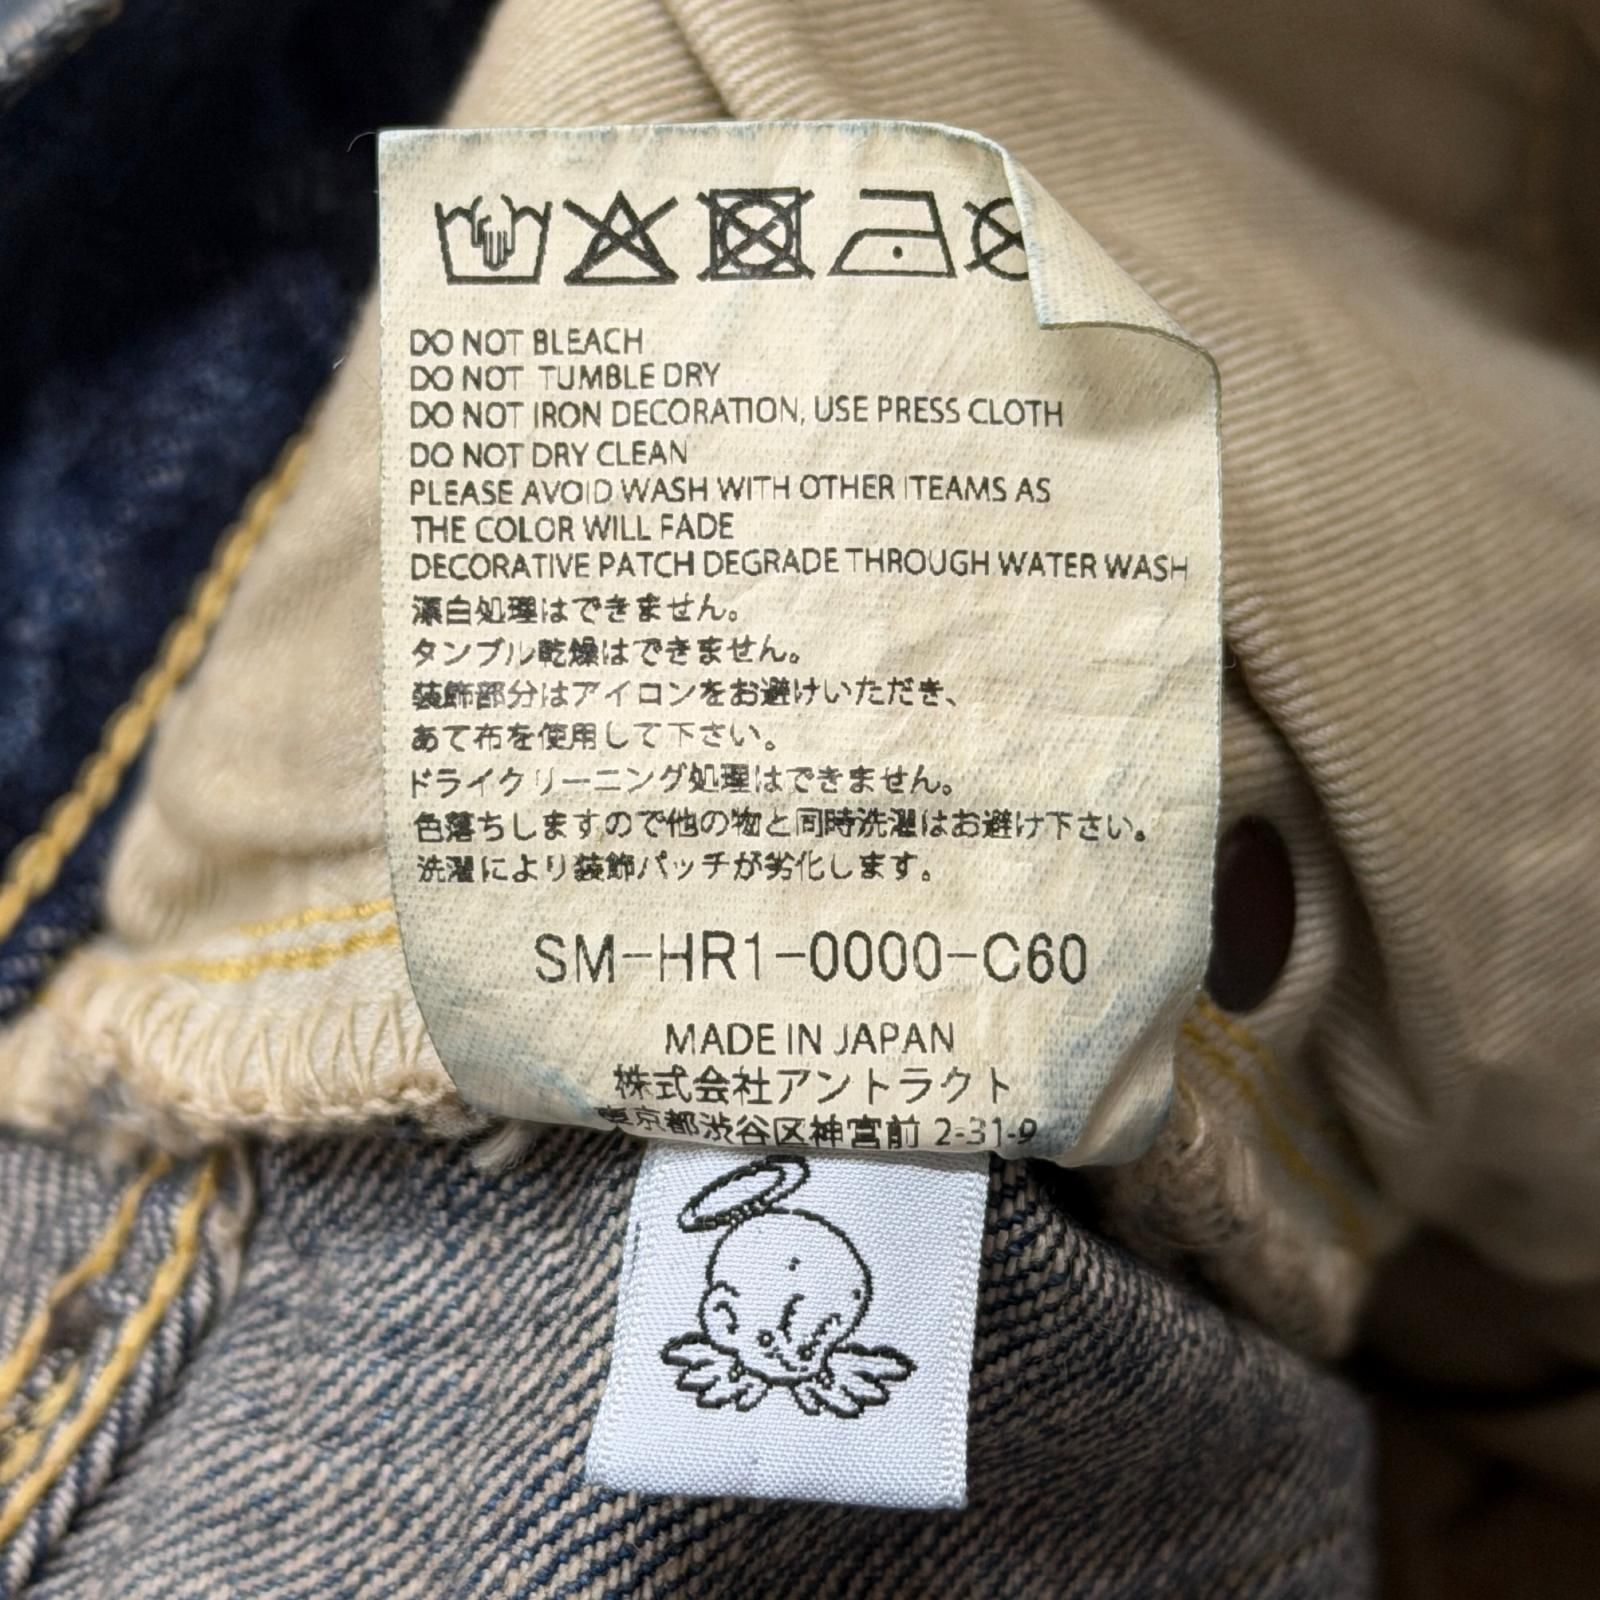 DO NOT BLEACH
DO NOT TUMBLE DRY
DO NOT IRON DECORATION, USE PRESS CLOTH
DO NOT DRY CLEAN
PLEASE AVOID WASH WITH OTHER ITEAMS AS
THE COLOR WILL FADE
DECORATIVE PATCH DEGRADE THROUGH WATER WASH
漂白処理はできません。
タンブル乾燥はできません。
装飾部分はアイロンをお避けいただき、
あて布を使用して下さい。
ドライクリーニング処理はできません。
色落ちしますので他の物と同時洗濯はお避け下さい。
洗濯により装飾パッチが劣化します。
SM-HR1-0000-C60
MADE IN JAPAN
株式会社アントラクト
東京都渋谷区神宮前 2-31-9